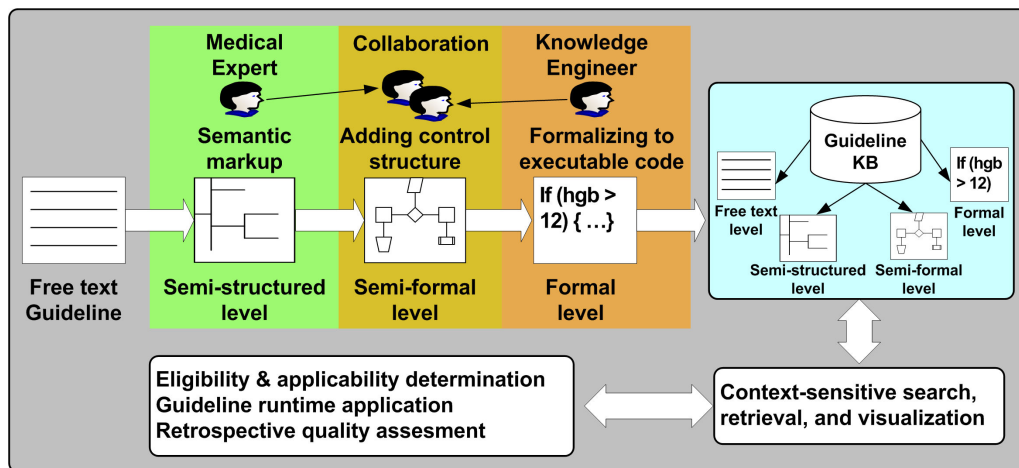 Medical
Expert
Collaboration
Knowledge
Engineer
Semantic
markup
Adding control
structure
Formalizing to
executable code
If (hgb >
12) { …}
Free text
Guideline
Semi-structured
level
Semi-formal
level
Formal
level
Guideline
KB
If (hgb
> 12)
Free text
level
Formal
level
Semi-structured
level
Semi-formal
level
Eligibility & applicability determination
Guideline runtime application
Retrospective quality assesment
Context-sensitive search,
retrieval, and visualization